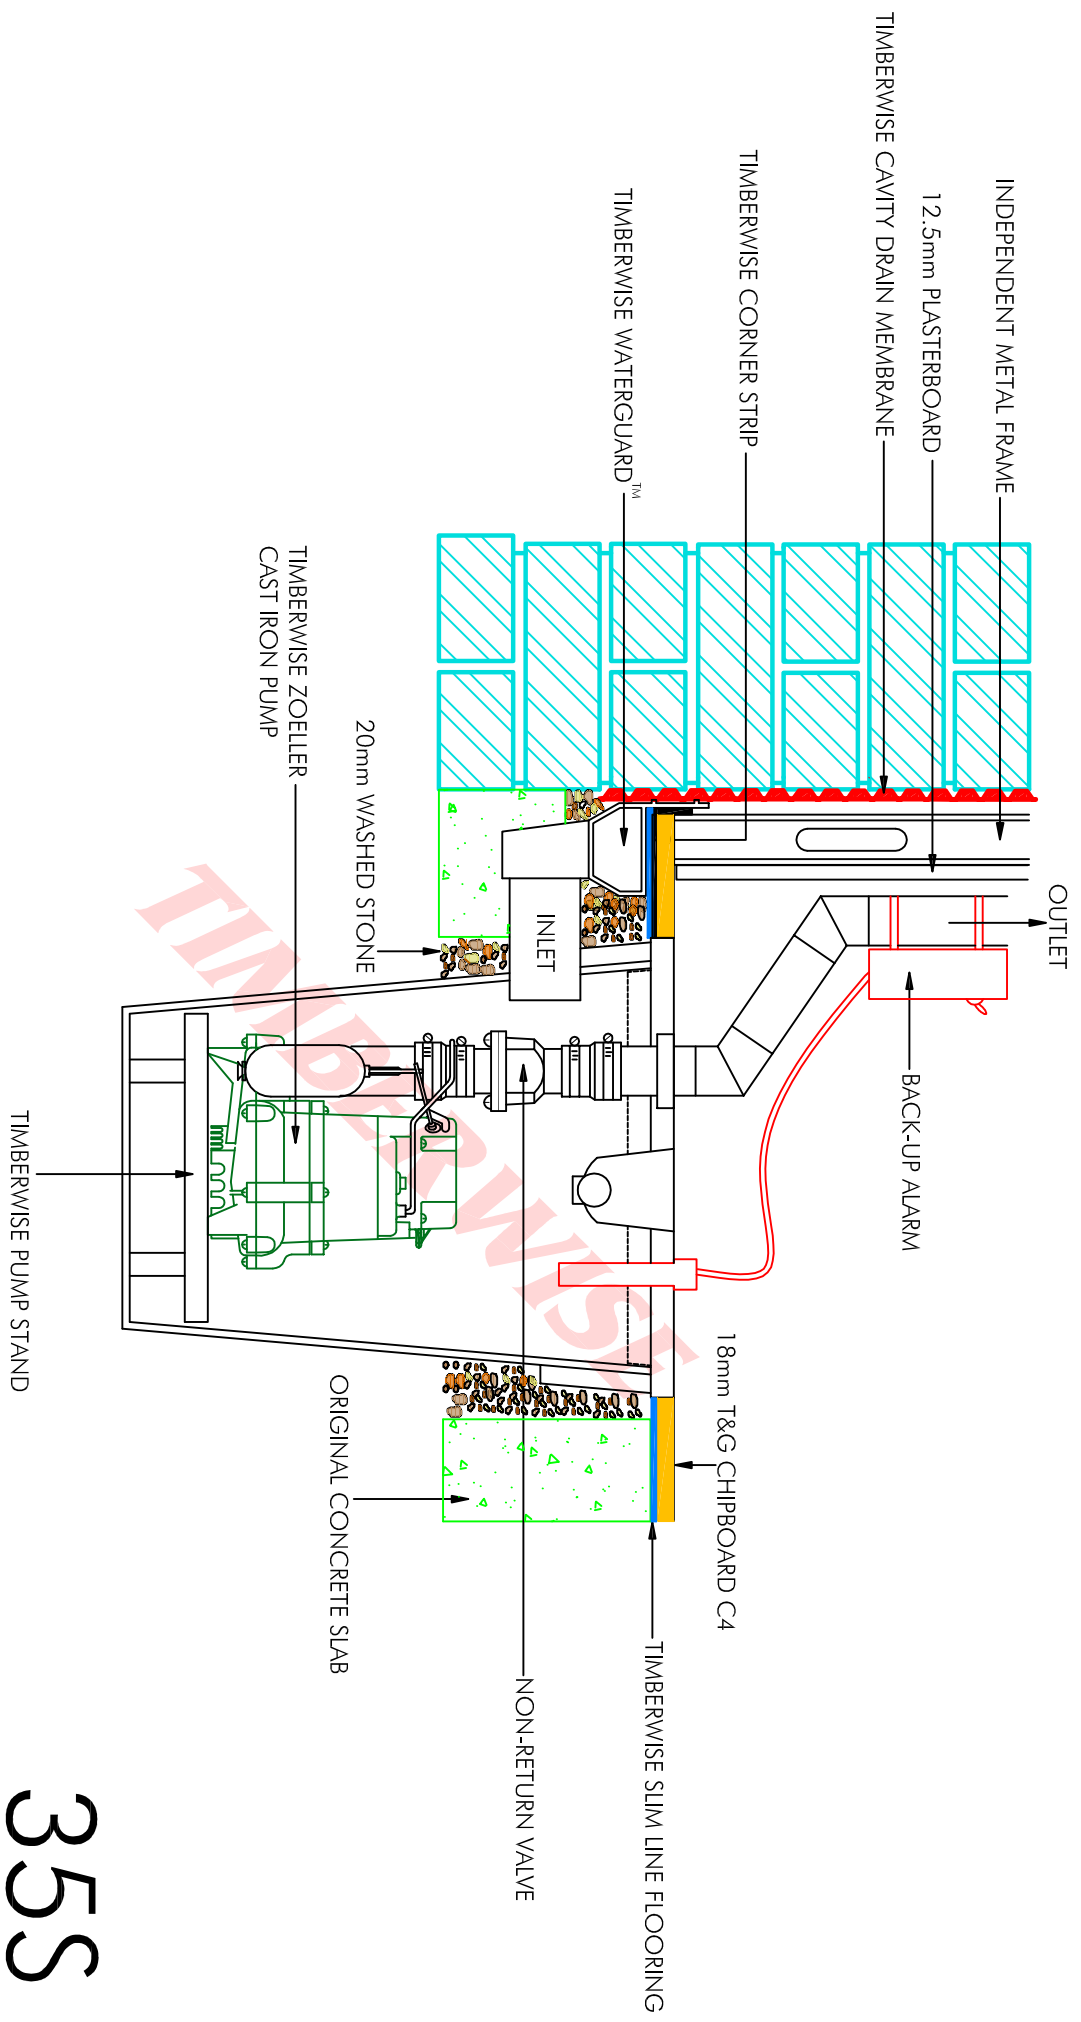 INDEPENDENT METAL FRAME
12.5mm PLASTERBOARD
TIMBERWISE CAVITY DRAIN MEMBRANE
TIMBERWISE CORNER STRIP
TIMBERWISE WATERGUARD™
TIMBERWISE ZOELLER
CAST IRON PUMP
20mm WASHED STONE
INLET
OUTLET
BACK-UP ALARM
TIMBERWISE
18mm T&G CHIPBOARD C4
TIMBERWISE SLIM LINE FLOORING
NON-RETURN VALVE
ORIGINAL CONCRETE SLAB
TIMBERWISE PUMP STAND
35S